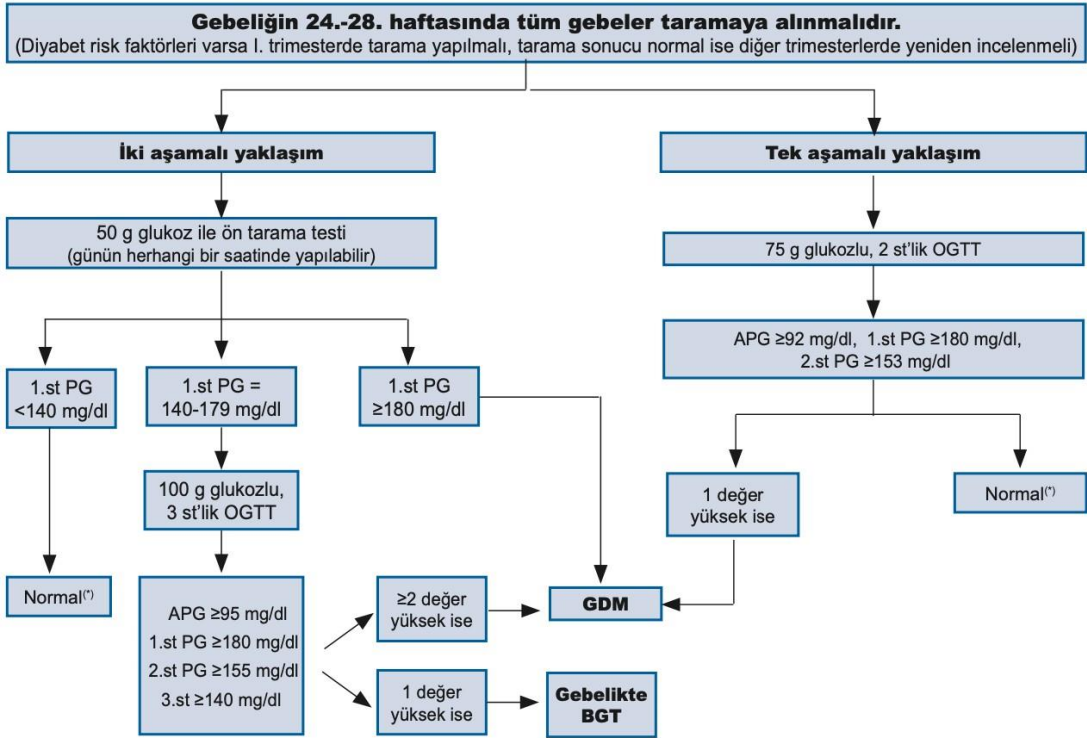 Gebeliğin 24.-28. haftasında tüm gebeler taramaya alınmalıdır.
(Diyabet risk faktörleri varsa I. trimesterde tarama yapılmalı, tarama sonucu normal ise diğer trimesterlerde yeniden incelenmeli)
İki aşamalı yaklaşım
Tek aşamalı yaklaşım
50 g glukoz ile ön tarama testi
(günün herhangi bir saatinde yapılabilir)
75 g glukozlu, 2 st'lik OGTT
APG ≥92 mg/dl, 1.st PG ≥180 mg/dl,
2.st PG ≥153 mg/dl
1.st PG
<140 mg/dl
1.st PG =
140-179 mg/dl
1.st PG
≥180 mg/dl
100 g glukozlu,
3 st'lik OGTT
1 değer
yüksek ise
Normal(*)
Normal(*)
APG ≥95 mg/dl
1.st PG ≥180 mg/dl
2.st PG ≥155 mg/dl
3.st ≥140 mg/dl
≥2 değer
yüksek ise
GDM
1 değer
yüksek ise
Gebelikte
BGT